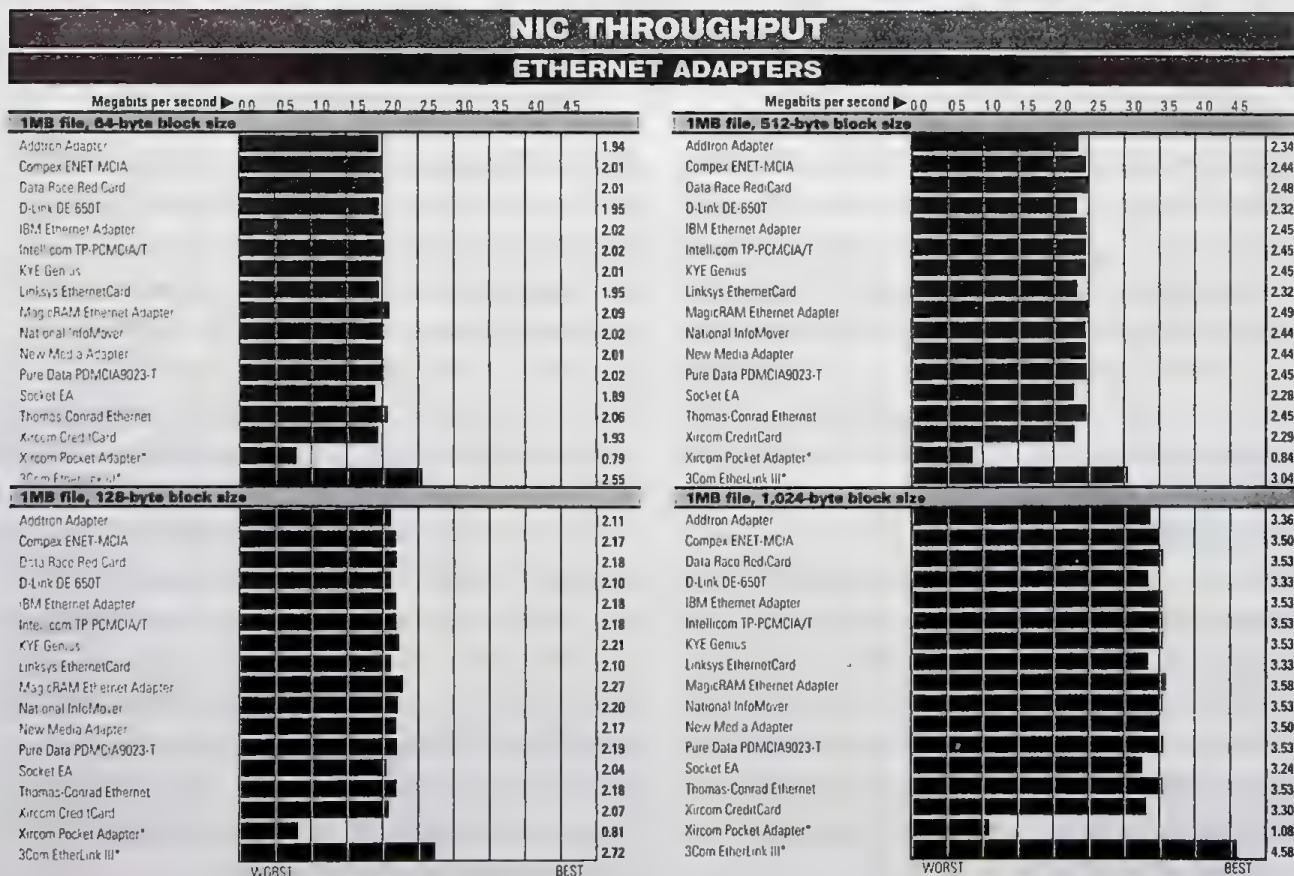 NIC THROUGHPUT
ETHERNET ADAPTERS
Megabits per second ▶ 0.0 0.5 1.0 1.5 2.0 2.5 3.0 3.5 4.0 4.5
1MB file, 64-byte block size
Addtron Adapter 1.94
Compex ENET-MCIA 2.01
Data Race Redi Card 2.01
D-Link DE 650T 1.95
IBM Ethernet Adapter 2.02
Intellicom TP-PCMCIA/T 2.02
KYE Genius 2.01
Linksys EthernetCard 1.95
MagicRAM Ethernet Adapter 2.09
National InfoMover 2.02
New Media Adapter 2.01
Pure Data PDMCIA9023-T 2.02
Socket EA 1.89
Thomas-Conrad Ethernet 2.06
Xircom CreditCard 1.93
Xircom Pocket Adapter* 0.79
3Com EtherLink III* 2.55
1MB file, 128-byte block size
Addtron Adapter 2.11
Compex ENET-MCIA 2.17
Data Race Redi Card 2.18
D-Link DE 650T 2.10
IBM Ethernet Adapter 2.18
Intellicom TP PCMCIA/T 2.18
KYE Genius 2.21
Linksys EthernetCard 2.10
MagicRAM Ethernet Adapter 2.27
National InfoMover 2.20
New Media Adapter 2.17
Pure Data PDMCIA9023-T 2.19
Socket EA 2.04
Thomas-Conrad Ethernet 2.18
Xircom CreditCard 2.07
Xircom Pocket Adapter* 0.81
3Com EtherLink III* 2.72
WORST BEST
Megabits per second ▶ 0.0 0.5 1.0 1.5 2.0 2.5 3.0 3.5 4.0 4.5
1MB file, 512-byte block size
Addtron Adapter 2.34
Compex ENET-MCIA 2.44
Data Race RediCard 2.48
D-Link DE-650T 2.32
IBM Ethernet Adapter 2.45
Intellicom TP-PCMCIA/T 2.45
KYE Genius 2.45
Linksys EthernetCard 2.32
MagicRAM Ethernet Adapter 2.49
National InfoMover 2.44
New Media Adapter 2.44
Pure Data PDMCIA9023-T 2.45
Socket EA 2.28
Thomas-Conrad Ethernet 2.45
Xircom CreditCard 2.29
Xircom Pocket Adapter* 0.84
3Com EtherLink III* 3.04
1MB file, 1,024-byte block size
Addtron Adapter 3.36
Compex ENET-MCIA 3.50
Data Race RediCard 3.53
D-Link DE-650T 3.33
IBM Ethernet Adapter 3.53
Intellicom TP-PCMCIA/T 3.53
KYE Genius 3.53
Linksys EthernetCard 3.33
MagicRAM Ethernet Adapter 3.58
National InfoMover 3.53
New Media Adapter 3.50
Pure Data PDMCIA9023-T 3.53
Socket EA 3.24
Thomas-Conrad Ethernet 3.53
Xircom CreditCard 3.30
Xircom Pocket Adapter* 1.08
3Com EtherLink III* 4.58
WORST BEST